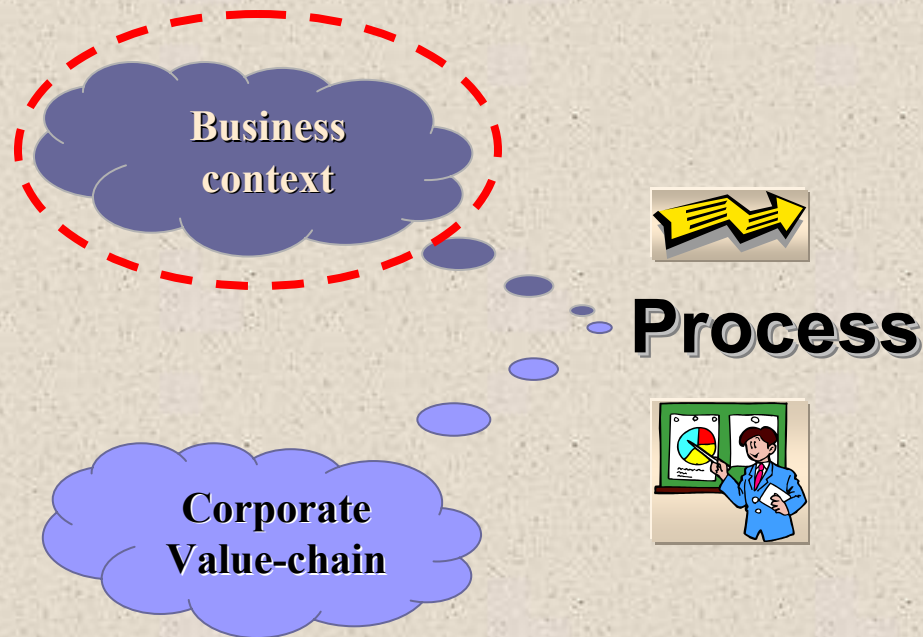 Business
context
Process
Corporate
Value-chain